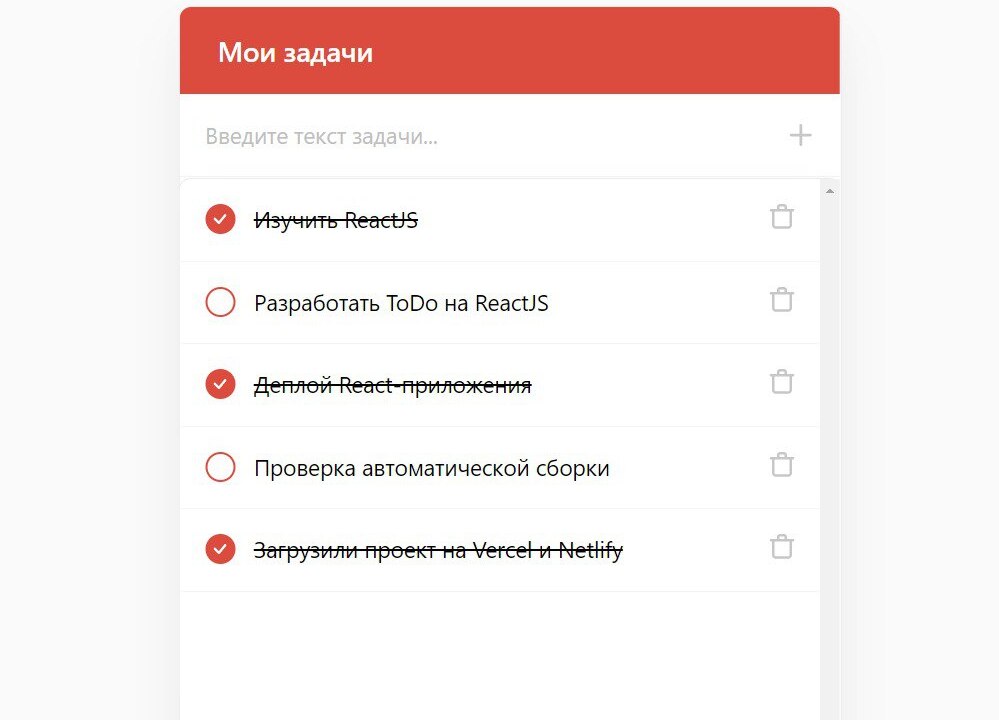 Мои задачи
Введите текст задачи...
Изучить ReactJS
Разработать ToDo на ReactJS
Деплой React-приложения
Проверка автоматической сборки
Загрузили проект на Vercel и Netlify